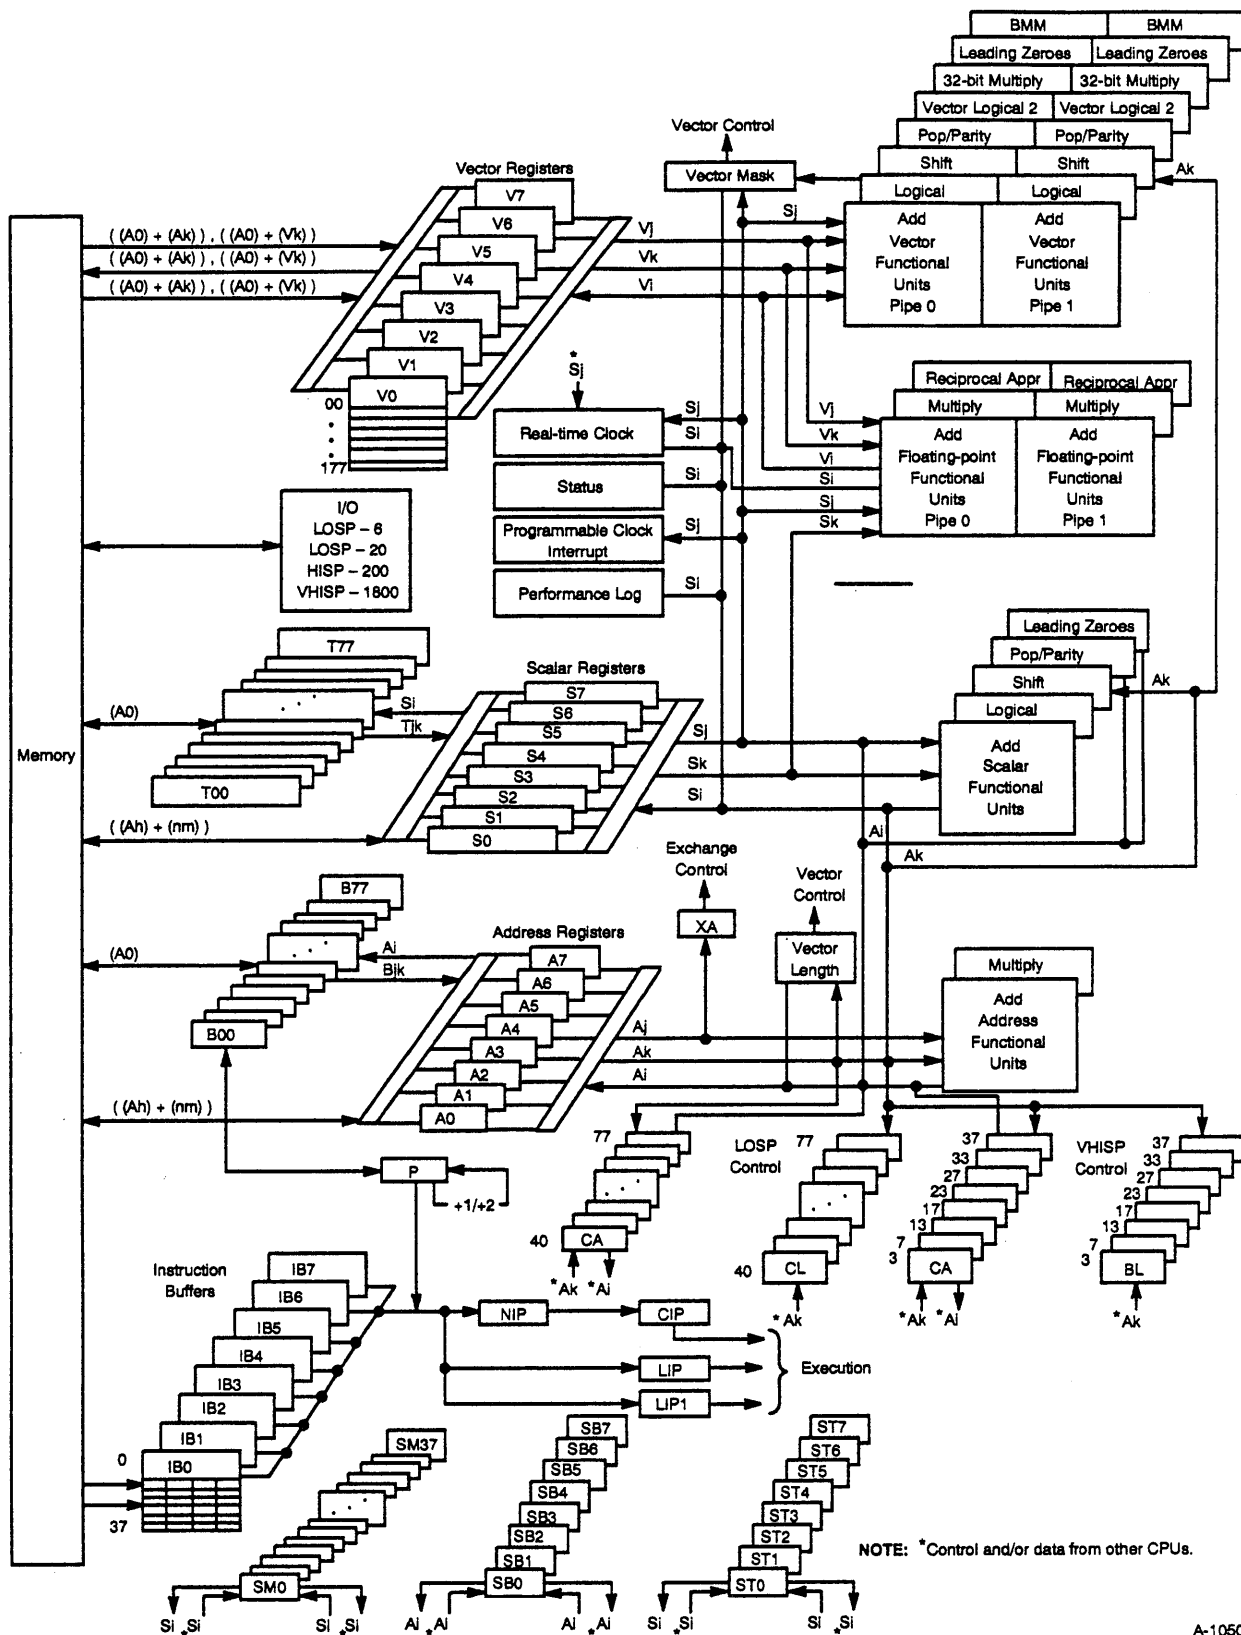 BMM BMM
Leading Zeroes Leading Zeroes
32-bit Multiply 32-bit Multiply
Vector Logical 2 Vector Logical 2
Pop/Parity Pop/Parity
Shift Shift
Logical Logical
Add Vector Functional Units Pipe 0
Add Vector Functional Units Pipe 1
Ak
Vector Control
Vector Mask
Sj
Vector Registers
V7
V6
V5
V4
V3
V2
V1
V0
00
177
( (A0) + (Ak) ) , ( (A0) + (Vk) )
( (A0) + (Ak) ) , ( (A0) + (Vk) )
( (A0) + (Ak) ) , ( (A0) + (Vk) )
Vj
Vk
Vi
Memory
Reciprocal Appr Reciprocal Appr
Multiply Multiply
Add Floating-point Functional Units Pipe 0
Add Floating-point Functional Units Pipe 1
Vj
Vk
Vi
Si
Sj
Sk
*
Sj
Real-time Clock
Sj
Si
Status
Si
Programmable Clock Interrupt
Sj
Performance Log
Si
I/O
LOSP – 6
LOSP – 20
HISP – 200
VHISP – 1800
T77
T00
(A0)
Si
Tjk
Scalar Registers
S7
S6
S5
S4
S3
S2
S1
S0
( (Ah) + (nm) )
Sj
Sk
Si
Leading Zeroes
Pop/Parity
Shift
Logical
Add Scalar Functional Units
Ak
Ai
Ak
Exchange Control
XA
Vector Control
Vector Length
B77
B00
(A0)
Ai
Bjk
Address Registers
A7
A6
A5
A4
A3
A2
A1
A0
( (Ah) + (nm) )
Aj
Ak
Ai
Multiply
Add Address Functional Units
P
+1/+2
77
40
CA
*Ak *Ai
LOSP Control
77
40
CL
*Ak
37
33
27
23
17
13
7
3
CA
*Ak *Ai
VHISP Control
37
33
27
23
17
13
7
3
BL
*Ak
Instruction Buffers
IB7
IB6
IB5
IB4
IB3
IB2
IB1
IB0
0
37
NIP
CIP
LIP
LIP1
Execution
SM37
SM0
Si *Si Si *Si
SB7
SB6
SB5
SB4
SB3
SB2
SB1
SB0
Ai *Ai Ai *Ai
ST7
ST6
ST5
ST4
ST3
ST2
ST1
ST0
Si *Si Si *Si
NOTE: *Control and/or data from other CPUs.
A-1050